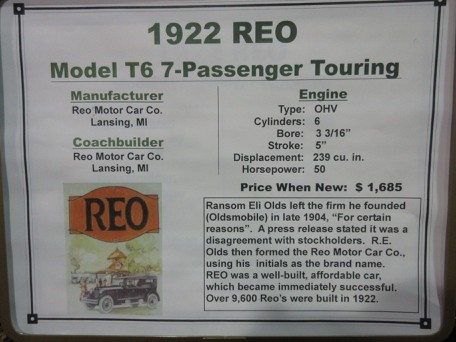 1922 REO
Model T6 7-Passenger Touring
Manufacturer
Reo Motor Car Co.
Lansing, MI
Coachbuilder
Reo Motor Car Co.
Lansing, MI
Engine
Type: OHV
Cylinders: 6
Bore: 3 3/16"
Stroke: 5"
Displacement: 239 cu. in.
Horsepower: 50
Price When New: $ 1,685
REO
Ransom Eli Olds left the firm he founded
(Oldsmobile) in late 1904, “For certain
reasons”. A press release stated it was a
disagreement with stockholders. R.E.
Olds then formed the Reo Motor Car Co.,
using his initials as the brand name.
REO was a well-built, affordable car,
which became immediately successful.
Over 9,600 Reo's were built in 1922.